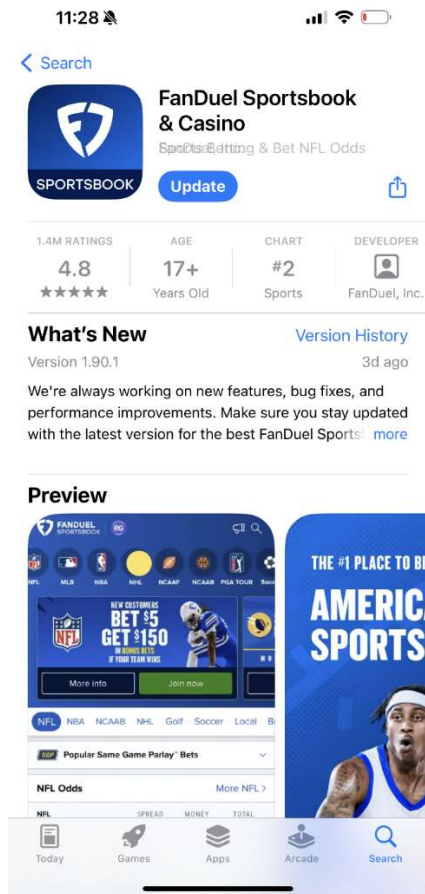 11:28
Search
FanDuel Sportsbook
& Casino
SPORTSBOOK
Update
1.4M RATINGS
4.8
AGE
17+
Years Old
CHART
#2
Sports
DEVELOPER
FanDuel, Inc.
What's New
Version History
Version 1.90.1
3d ago
We're always working on new features, bug fixes, and
performance improvements. Make sure you stay updated
with the latest version for the best FanDuel Sports more
Preview
FANDUEL
SPORTSBOOK
RG
NFL MLB NBA NHL NCAAF NCAAB PGA TOUR Socc
NFL
NEW CUSTOMERS
BET $5
GET $150
IN BONUS BETS
IF YOUR TEAM WINS
More info
Join now
NFL NBA NCAAB NHL Golf Soccer Local
SGP Popular Same Game Parlay™ Bets
NFL Odds
More NFL >
NFL SPREAD MONEY TOTAL
THE #1 PLACE TO
AMERICA
SPORTS
Today
Games
Apps
Arcade
Search